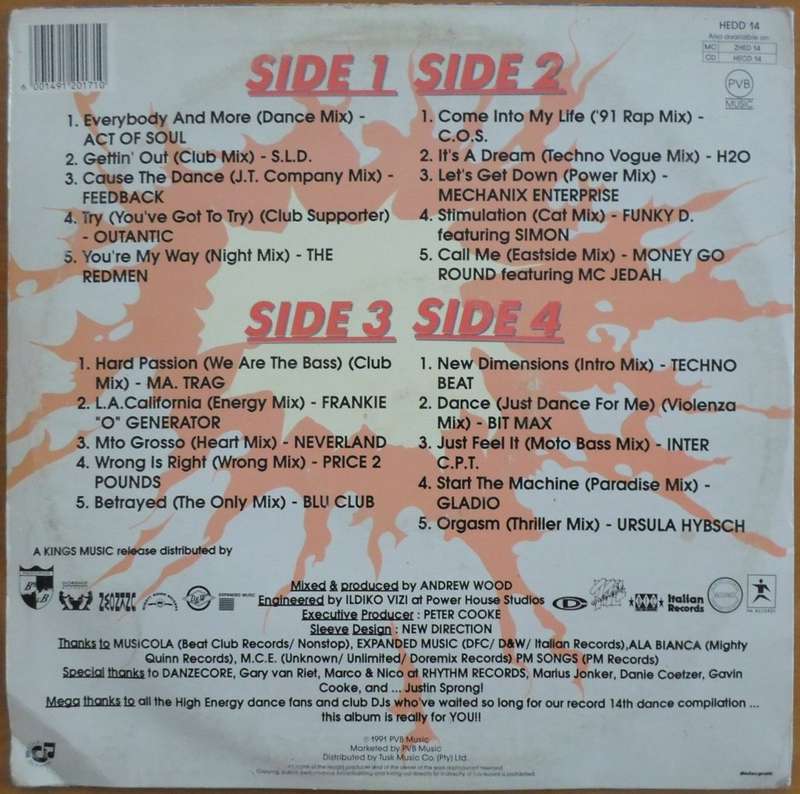 HEDD 14
Also available on
MC ZHED 14
CD HECD 14
PVB
MUSIC
6 001491 201710
SIDE 1
1. Everybody And More (Dance Mix) -
ACT OF SOUL
2. Gettin' Out (Club Mix) - S.L.D.
3. Cause The Dance (J.T. Company Mix) -
FEEDBACK
4. Try (You've Got To Try) (Club Supporter)
- OUTANTIC
5. You're My Way (Night Mix) - THE
REDMEN
SIDE 2
1. Come Into My Life ('91 Rap Mix) -
C.O.S.
2. It's A Dream (Techno Vogue Mix) - H2O
3. Let's Get Down (Power Mix) -
MECHANIX ENTERPRISE
4. Stimulation (Cat Mix) - FUNKY D.
featuring SIMON
5. Call Me (Eastside Mix) - MONEY GO
ROUND featuring MC JEDAH
SIDE 3
1. Hard Passion (We Are The Bass) (Club
Mix) - MA. TRAG
2. L.A.California (Energy Mix) - FRANKIE
"O" GENERATOR
3. Mto Grosso (Heart Mix) - NEVERLAND
4. Wrong Is Right (Wrong Mix) - PRICE 2
POUNDS
5. Betrayed (The Only Mix) - BLU CLUB
SIDE 4
1. New Dimensions (Intro Mix) - TECHNO
BEAT
2. Dance (Just Dance For Me) (Violenza
Mix) - BIT MAX
3. Just Feel It (Moto Bass Mix) - INTER
C.P.T.
4. Start The Machine (Paradise Mix) -
GLADIO
5. Orgasm (Thriller Mix) - URSULA HYBSCH
A KINGS MUSIC release distributed by
D&W
EXPANDED MUSIC
Italian
Records
PM RECORDS
Mixed & produced by ANDREW WOOD
Engineered by ILDIKO VIZI at Power House Studios
Executive Producer : PETER COOKE
Sleeve Design : NEW DIRECTION
Thanks to MUSICOLA (Beat Club Records/ Nonstop), EXPANDED MUSIC (DFC/ D&W/ Italian Records),ALA BIANCA (Mighty
Quinn Records), M.C.E. (Unknown/ Unlimited/ Doremix Records) PM SONGS (PM Records)
Special thanks to DANZECORE, Gary van Riet, Marco & Nico at RHYTHM RECORDS, Marius Jonker, Danie Coetzer, Gavin
Cooke, and ... Justin Sprong!
Mega thanks to all the High Energy dance fans and club DJs who've waited so long for our record 14th dance compilation ...
this album is really for YOU!!
℗ 1991 PVB Music
Marketed by PVB Music
Distributed by Tusk Music Co.(Pty) Ltd.